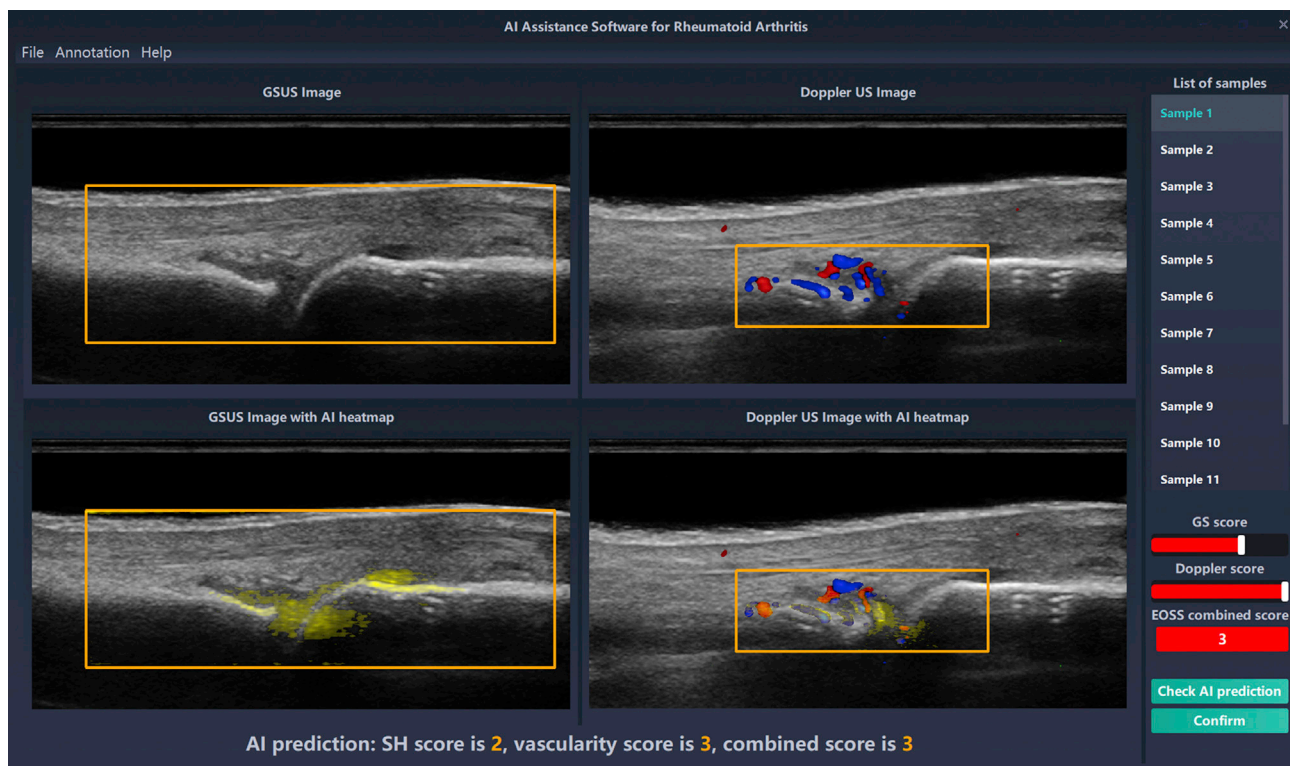 AI Assistance Software for Rheumatoid Arthritis
×
File Annotation Help
GSUS Image
Doppler US Image
GSUS Image with AI heatmap
Doppler US Image with AI heatmap
List of samples
Sample 1
Sample 2
Sample 3
Sample 4
Sample 5
Sample 6
Sample 7
Sample 8
Sample 9
Sample 10
Sample 11
GS score
Doppler score
EOSS combined score
3
Check AI prediction
Confirm
AI prediction: SH score is 2, vascularity score is 3, combined score is 3